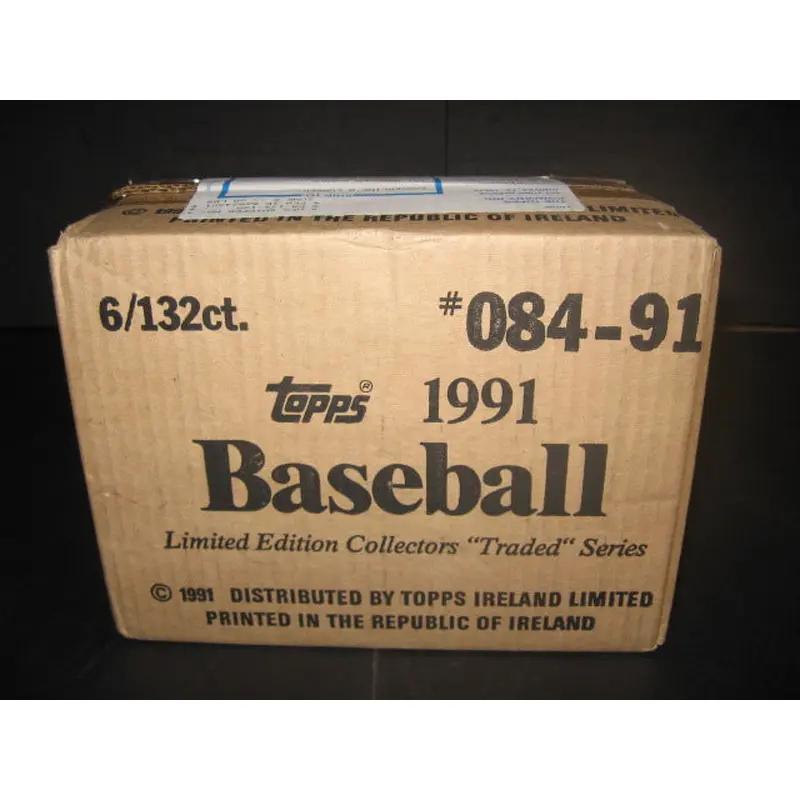 LIMITED
PRINTED IN THE REPUBLIC OF IRELAND
6/132ct.
#084-91
Topps® 1991
Baseball
Limited Edition Collectors "Traded" Series
© 1991 DISTRIBUTED BY TOPPS IRELAND LIMITED
PRINTED IN THE REPUBLIC OF IRELAND